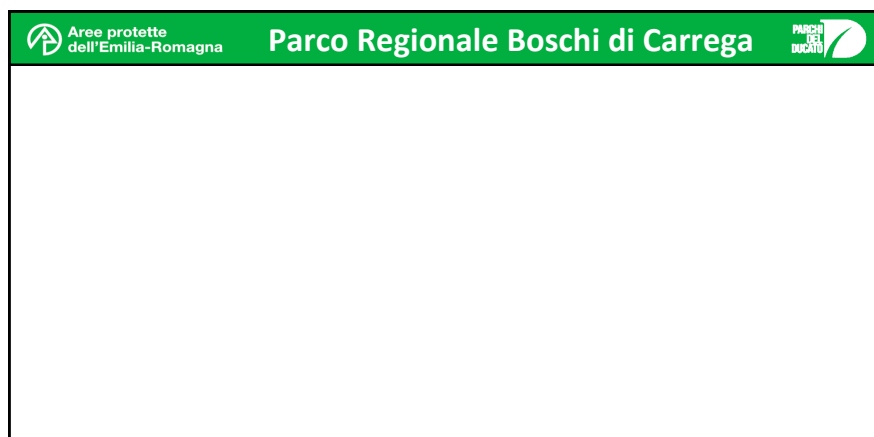 Aree protette
dell'Emilia-Romagna
Parco Regionale Boschi di Carrega
PARCHI
DEL
DUCATO